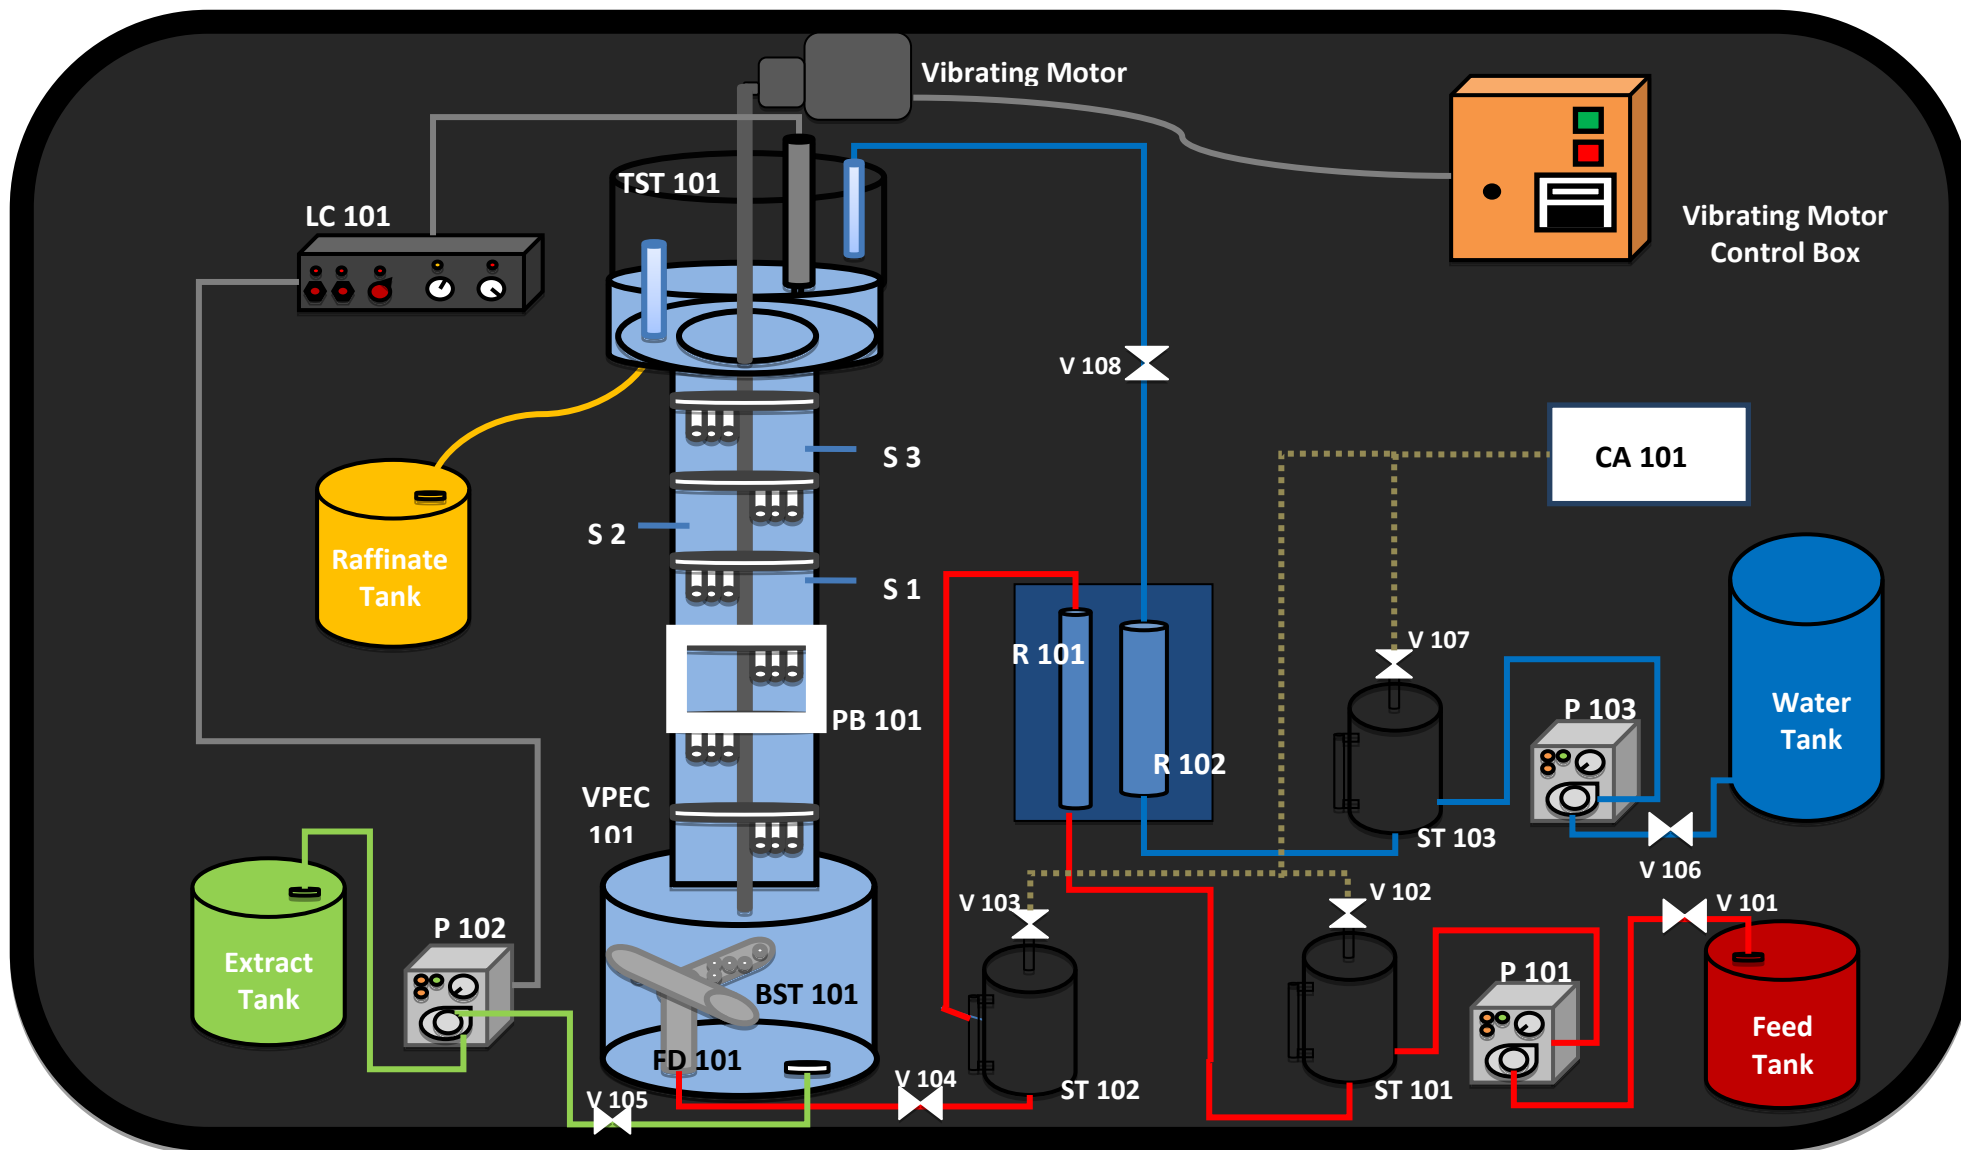 Vibrating Motor
TST 101
LC 101
Vibrating Motor
Control Box
V 108
S 3
CA 101
S 2
Raffinate
Tank
S 1
V 107
R 101
PB 101
P 103
Water
Tank
R 102
VPEC
101
ST 103
V 106
V 102
V 103
V 101
P 102
Extract
Tank
BST 101
P 101
Feed
Tank
FD 101
V 104
V 105
ST 102
ST 101